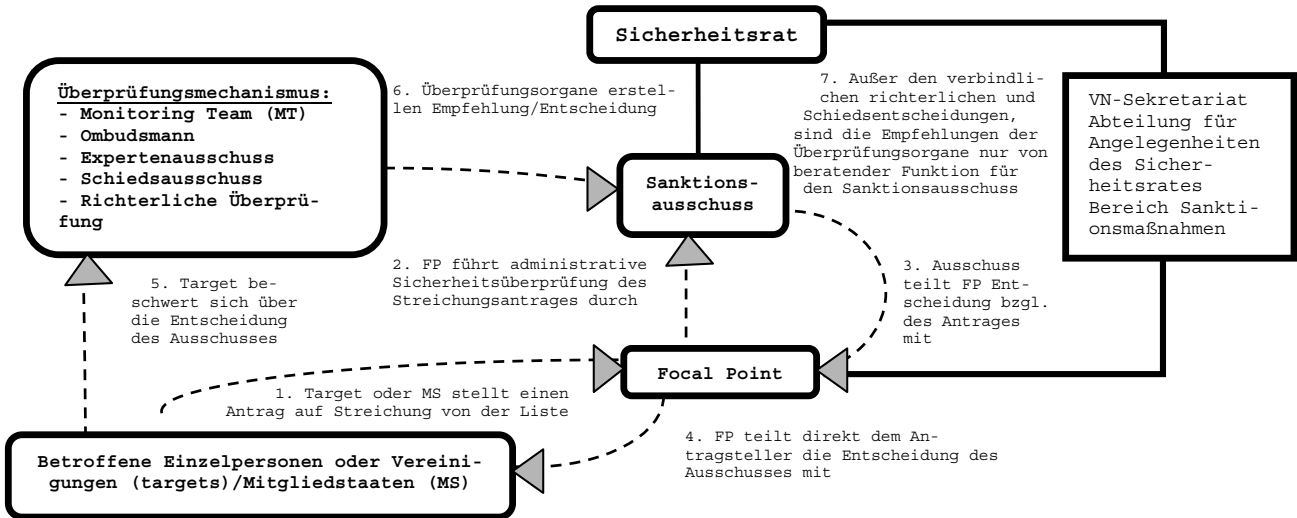 Sicherheitsrat
Überprüfungsmechanismus:
- Monitoring Team (MT)
- Ombudsmann
- Expertenausschuss
- Schiedsausschuss
- Richterliche Überprü-
fung
6. Überprüfungsorgane erstel-
len Empfehlung/Entscheidung
7. Außer den verbindli-
chen richterlichen und
Schiedsentscheidungen,
sind die Empfehlungen der
Überprüfungsorgane nur von
beratender Funktion für
den Sanktionsausschuss
VN-Sekretariat
Abteilung für
Angelegenheiten
des Sicher-
heitsrates
Bereich Sankti-
onsmaßnahmen
Sanktions-
ausschuss
5. Target be-
schwert sich über
die Entscheidung
des Ausschusses
2. FP führt administrative
Sicherheitsüberprüfung des
Streichungsantrages durch
3. Ausschuss
teilt FP Ent-
scheidung bzgl.
des Antrages
mit
Focal Point
1. Target oder MS stellt einen
Antrag auf Streichung von der Liste
4. FP teilt direkt dem An-
tragsteller die Entscheidung des
Ausschusses mit
Betroffene Einzelpersonen oder Vereini-
gungen (targets)/Mitgliedstaaten (MS)